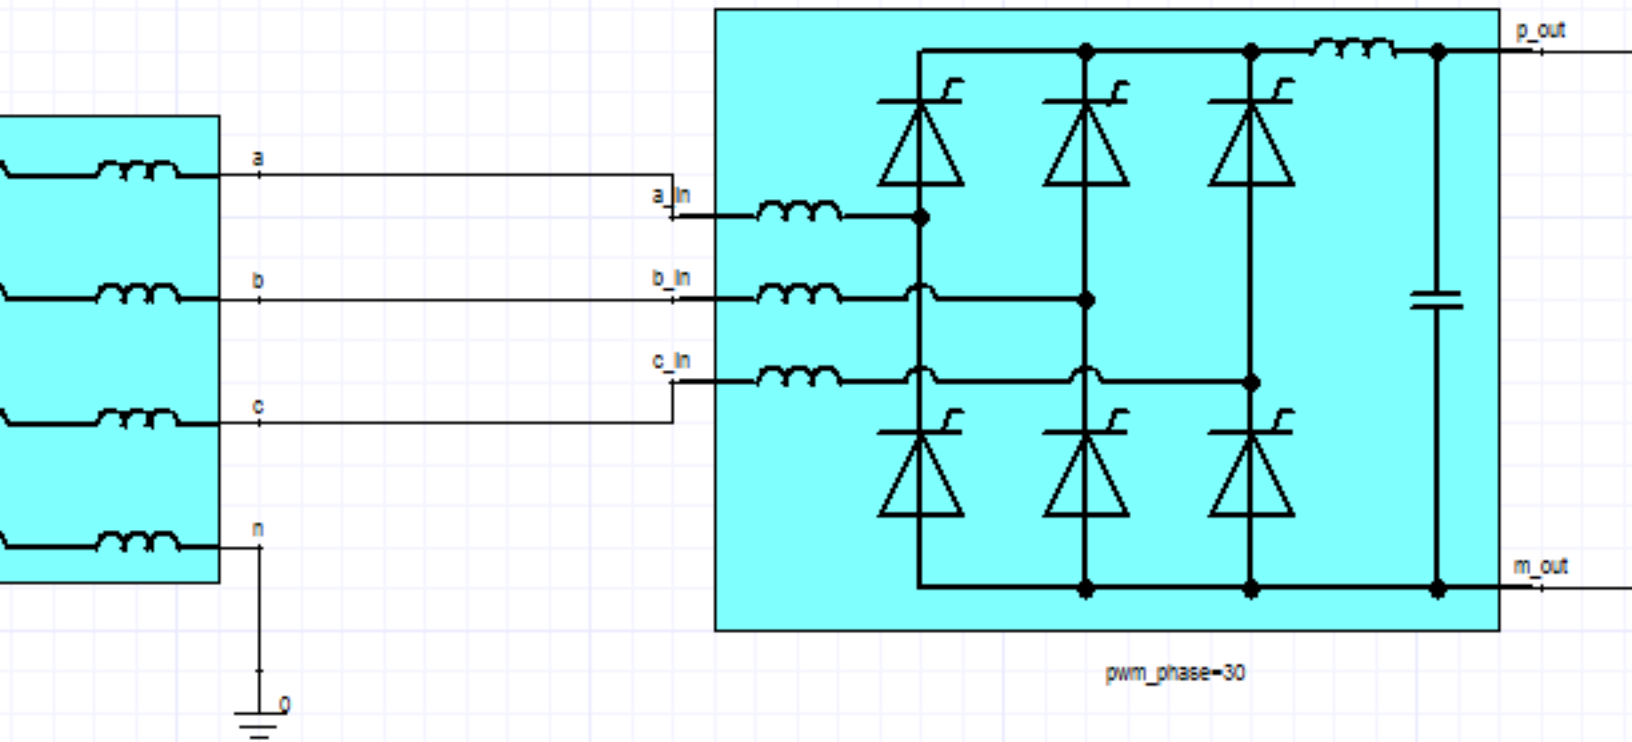 p_out
a
a_in
b
b_in
c_in
c
n
m_out
pwm_phase=30
0